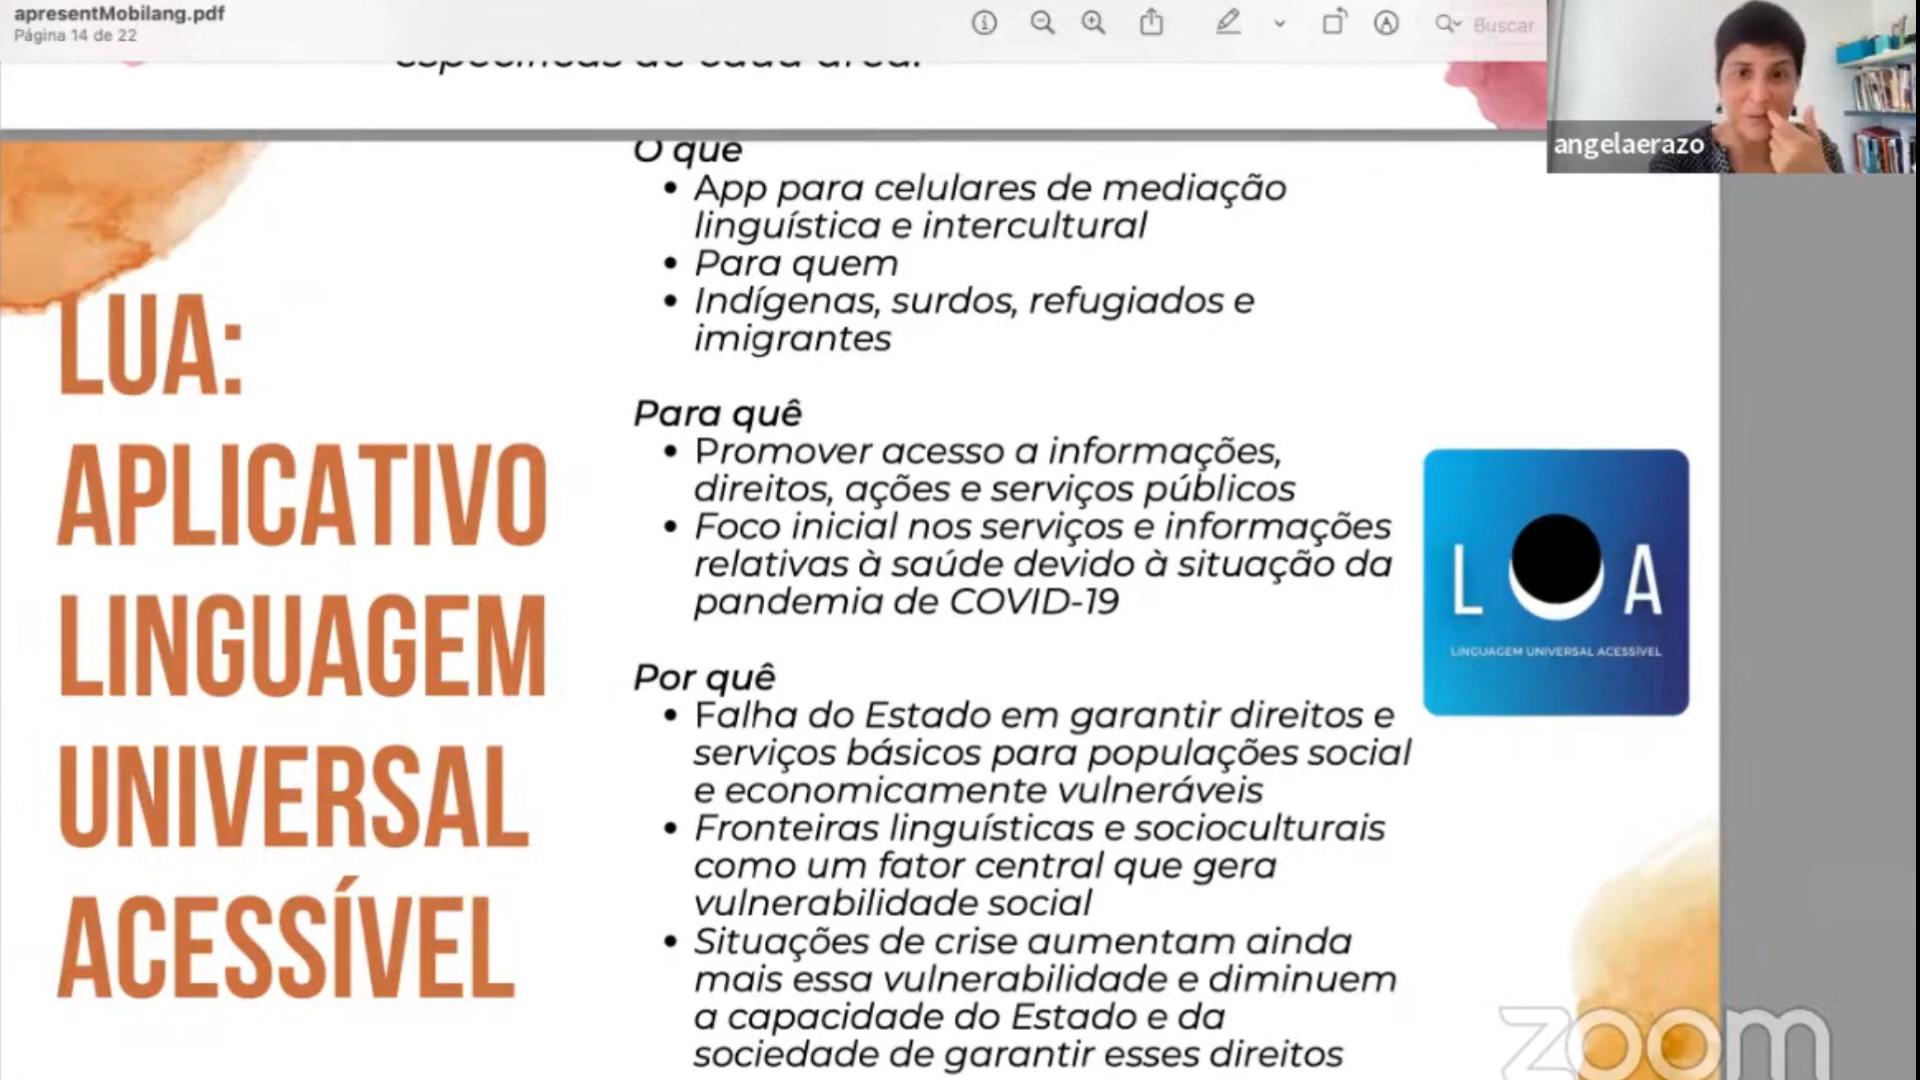 apresentMobilang.pdf
Página 14 de 22
Buscar
específicas de cada área.
angelaerazo
LUA:
APLICATIVO
LINGUAGEM
UNIVERSAL
ACESSÍVEL
O que
• App para celulares de mediação
linguística e intercultural
• Para quem
• Indígenas, surdos, refugiados e
imigrantes
Para quê
• Promover acesso a informações,
direitos, ações e serviços públicos
• Foco inicial nos serviços e informações
relativas à saúde devido à situação da
pandemia de COVID-19
Por quê
• Falha do Estado em garantir direitos e
serviços básicos para populações social
e economicamente vulneráveis
• Fronteiras linguísticas e socioculturais
como um fator central que gera
vulnerabilidade social
• Situações de crise aumentam ainda
mais essa vulnerabilidade e diminuem
a capacidade do Estado e da
sociedade de garantir esses direitos
L A
LINGUAGEM UNIVERSAL ACESSÍVEL
zoom